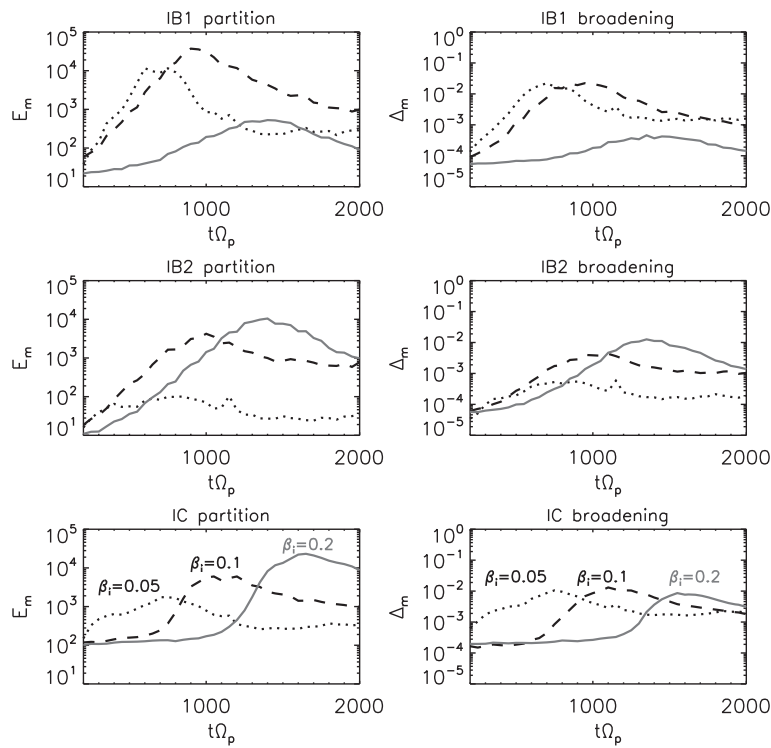 IB1 partition
E_m
10^5
10^4
10^3
10^2
10^1
1000
2000
tΩ_p
IB1 broadening
Δ_m
10^0
10^-1
10^-2
10^-3
10^-4
10^-5
1000
2000
tΩ_p
IB2 partition
E_m
10^5
10^4
10^3
10^2
10^1
1000
2000
tΩ_p
IB2 broadening
Δ_m
10^0
10^-1
10^-2
10^-3
10^-4
10^-5
1000
2000
tΩ_p
IC partition
E_m
10^5
10^4
10^3
10^2
10^1
β_i=0.05
β_i=0.1
β_i=0.2
1000
2000
tΩ_p
IC broadening
Δ_m
10^0
10^-1
10^-2
10^-3
10^-4
10^-5
β_i=0.05
β_i=0.1
β_i=0.2
1000
2000
tΩ_p